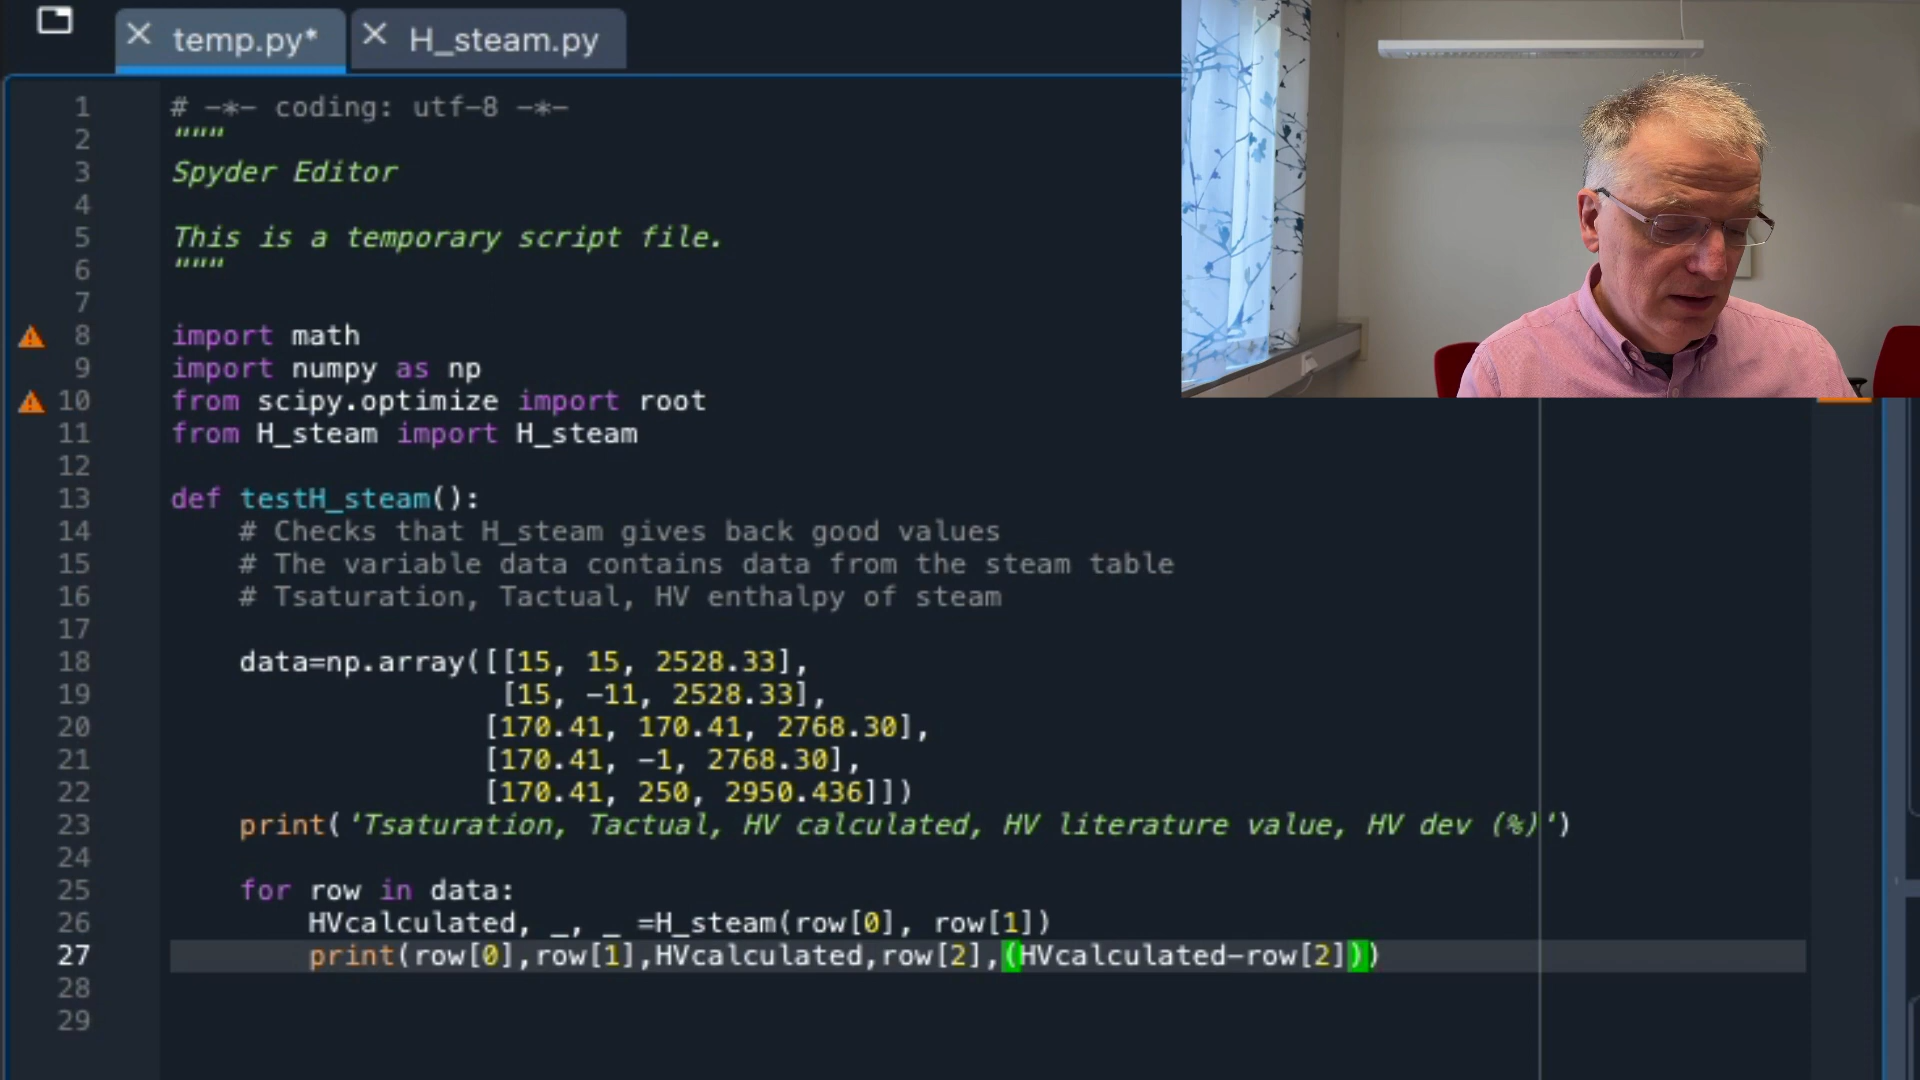 temp.py*
H_steam.py
1 # -*- coding: utf-8 -*-
2 """
3 Spyder Editor
4
5 This is a temporary script file.
6 """
7
8 import math
9 import numpy as np
10 from scipy.optimize import root
11 from H_steam import H_steam
12
13 def testH_steam():
14     # Checks that H_steam gives back good values
15     # The variable data contains data from the steam table
16     # Tsaturation, Tactual, HV enthalpy of steam
17
18     data=np.array([[15, 15, 2528.33],
19                    [15, -11, 2528.33],
20                   [170.41, 170.41, 2768.30],
21                   [170.41, -1, 2768.30],
22                   [170.41, 250, 2950.436]])
23     print('Tsaturation, Tactual, HV calculated, HV literature value, HV dev (%)')
24
25     for row in data:
26         HVcalculated, _, _ =H_steam(row[0], row[1])
27         print(row[0],row[1],HVcalculated,row[2],(HVcalculated-row[2]))
28
29